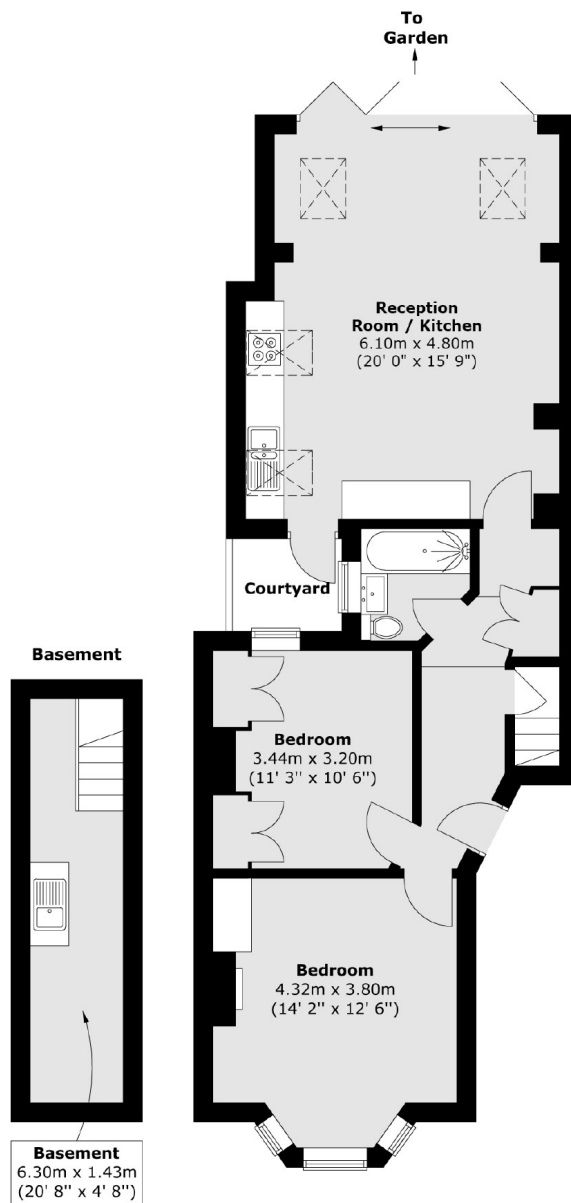 To
Garden
Reception
Room / Kitchen
6.10m x 4.80m
(20' 0" x 15' 9")
Courtyard
Basement
Bedroom
3.44m x 3.20m
(11' 3" x 10' 6")
Bedroom
4.32m x 3.80m
(14' 2" x 12' 6")
Basement
6.30m x 1.43m
(20' 8" x 4' 8")